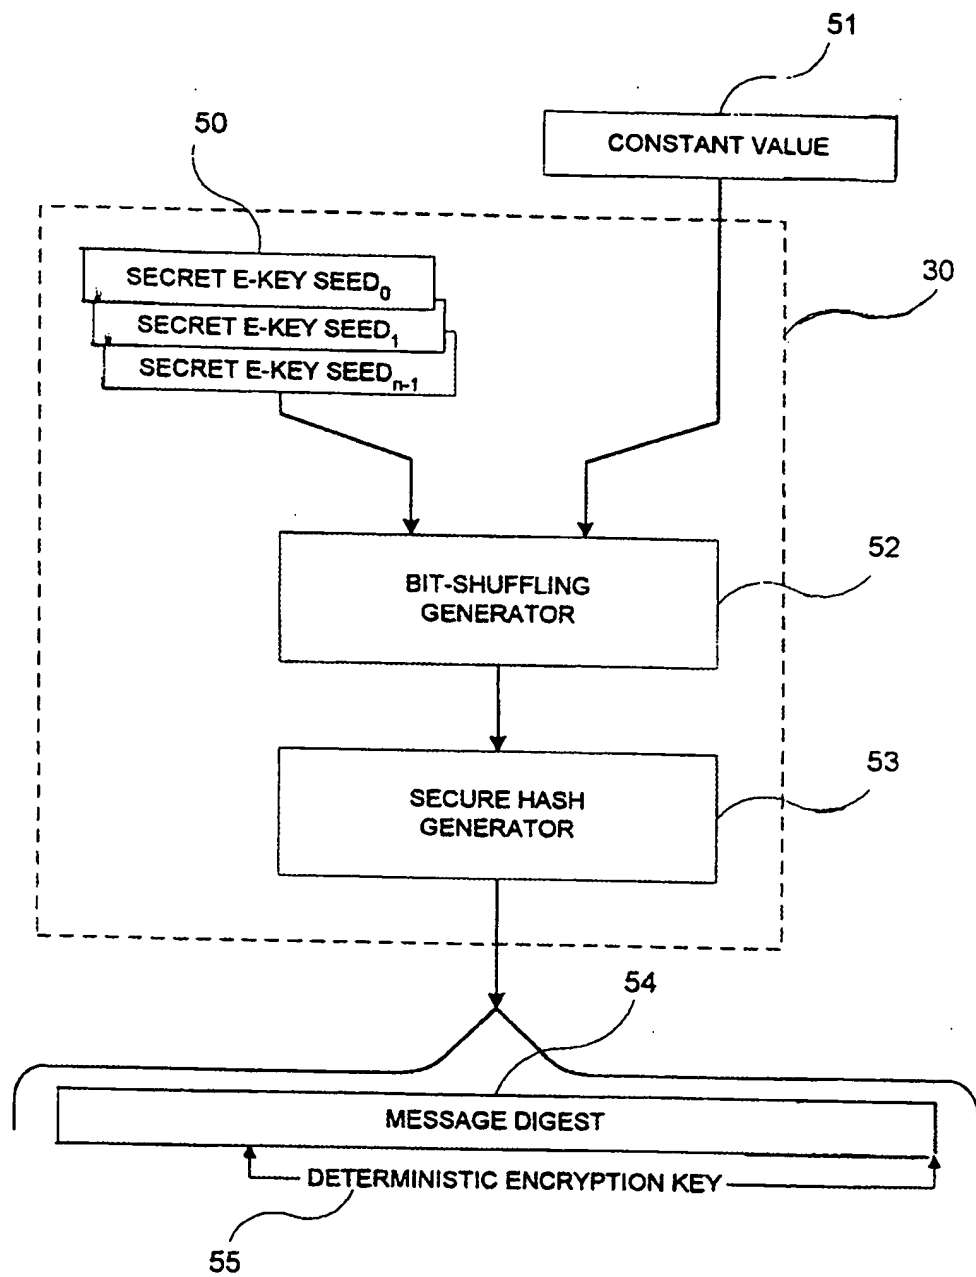 51
CONSTANT VALUE
50
SECRET E-KEY SEED0
SECRET E-KEY SEED1
SECRET E-KEY SEEDn-1
30
BIT-SHUFFLING
GENERATOR
52
SECURE HASH
GENERATOR
53
54
MESSAGE DIGEST
DETERMINISTIC ENCRYPTION KEY
55